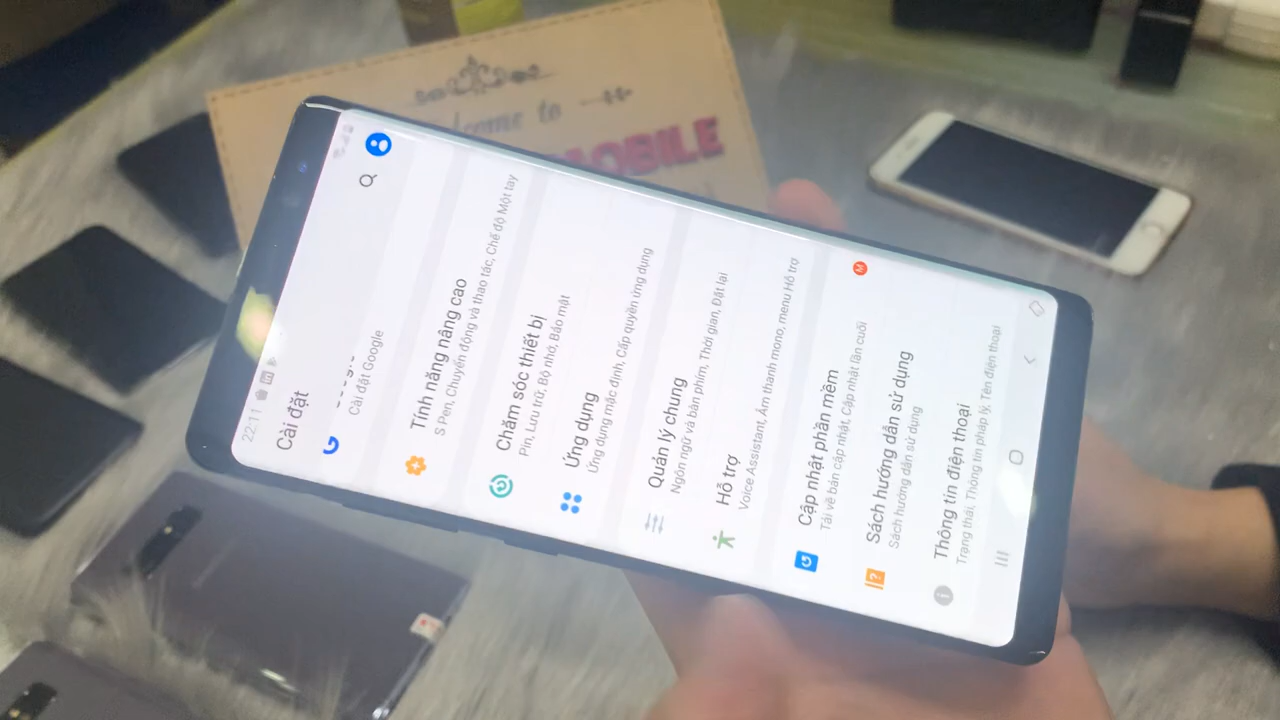 Welcome to
MOBILE
22:11
Cài đặt
Google
Cài đặt Google
Tính năng nâng cao
S Pen, Chuyển động và thao tác, Chế độ Một tay
Chăm sóc thiết bị
Pin, Lưu trữ, Bộ nhớ, Bảo mật
Ứng dụng
Ứng dụng mặc định, Cấp quyền ứng dụng
Quản lý chung
Ngôn ngữ và bàn phím, Thời gian, Đặt lại
Hỗ trợ
Voice Assistant, Âm thanh mono, menu Hỗ trợ
Cập nhật phần mềm
Tải về bản cập nhật, Cập nhật lần cuối
Sách hướng dẫn sử dụng
Sách hướng dẫn sử dụng
Thông tin điện thoại
Trạng thái, Thông tin pháp lý, Tên điện thoại